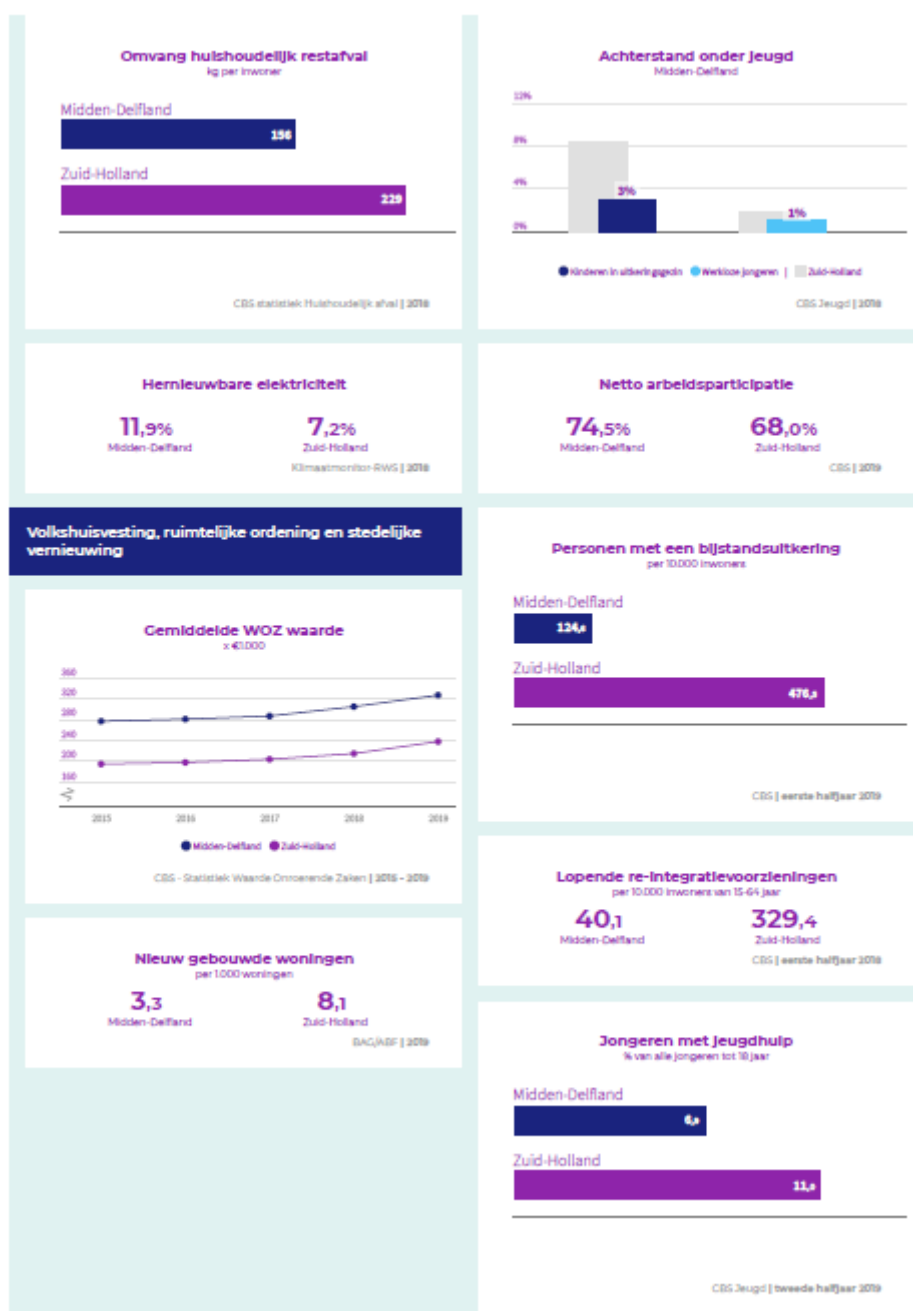 Omvang huishoudelijk restafval
kg per inwoner
Midden-Delfland
156
Zuid-Holland
229
CBS statistiek Huishoudelijk afval | 2018
Hernieuwbare elektriciteit
11,9% 7,2%
Midden-Delfland Zuid-Holland
Klimaatmonitor-RWS | 2018
Volkshuisvesting, ruimtelijke ordening en stedelijke
vernieuwing
Gemiddelde WOZ waarde
x €1.000
360
320
280
240
200
160
2015 2016 2017 2018 2019
Midden-Delfland Zuid-Holland
CBS - Statistiek Waarde Onroerende Zaken | 2015 - 2019
Nieuw gebouwde woningen
per 1.000 woningen
3,3 8,1
Midden-Delfland Zuid-Holland
BAG/ABF | 2019
Achterstand onder jeugd
Midden-Delfland
12%
8%
4%
0%
3%
1%
Kinderen in uitkeringsgezin Werkloze jongeren | Zuid-Holland
CBS Jeugd | 2018
Netto arbeidsparticipatie
74,5% 68,0%
Midden-Delfland Zuid-Holland
CBS | 2019
Personen met een bijstandsuitkering
per 10.000 inwoners
Midden-Delfland
Zuid-Holland
CBS | eerste halfjaar 2019
Lopende re-integratievoorzieningen
per 10.000 inwoners van 15-64 jaar
40,1 329,4
Midden-Delfland Zuid-Holland
CBS | eerste halfjaar 2018
Jongeren met jeugdhulp
% van alle jongeren tot 18 jaar
Midden-Delfland
Zuid-Holland
CBS Jeugd | tweede halfjaar 2019